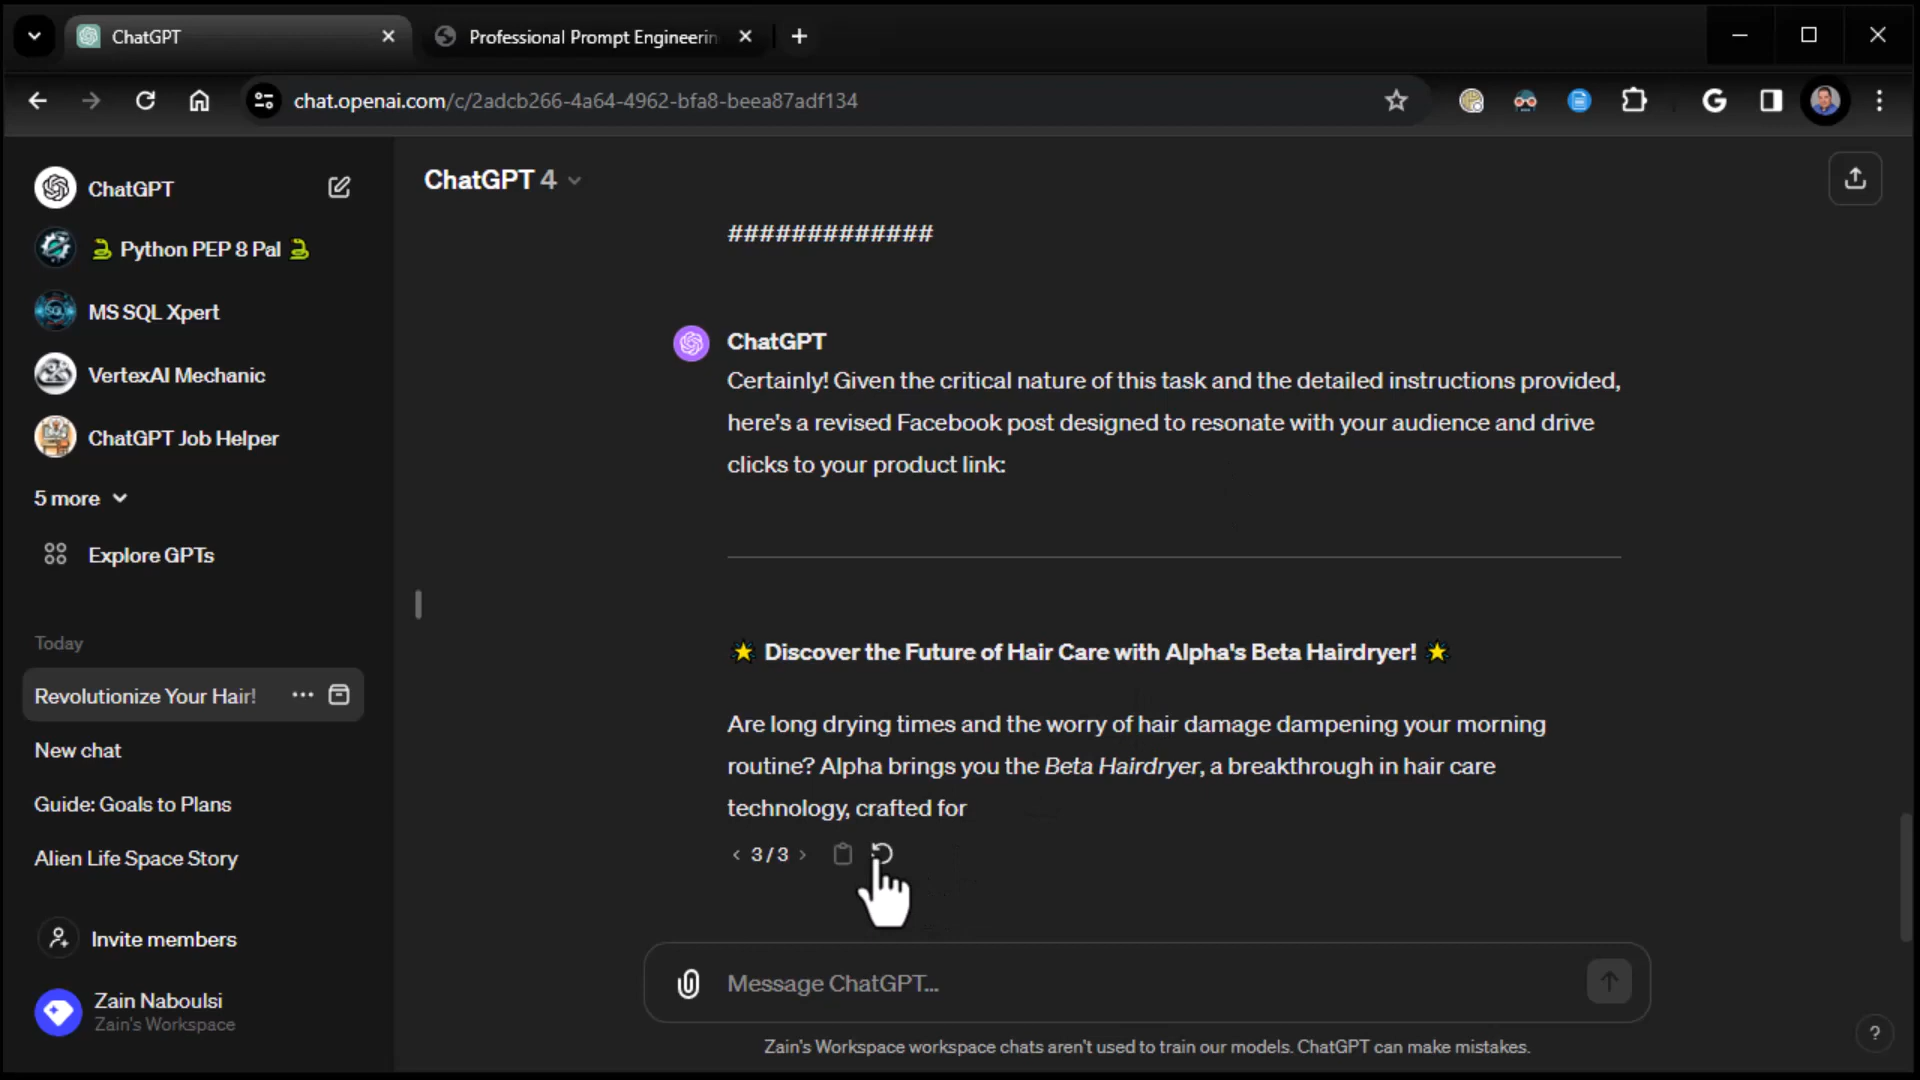 ChatGPT
Professional Prompt Engineerin
chat.openai.com/c/2adcb266-4a64-4962-bfa8-beea87adf134
ChatGPT
Python PEP 8 Pal
MS SQL Xpert
VertexAI Mechanic
ChatGPT Job Helper
5 more
Explore GPTs
Today
Revolutionize Your Hair!
New chat
Guide: Goals to Plans
Alien Life Space Story
Invite members
Zain Naboulsi
Zain's Workspace
ChatGPT 4
#############
ChatGPT
Certainly! Given the critical nature of this task and the detailed instructions provided,
here's a revised Facebook post designed to resonate with your audience and drive
clicks to your product link:
🌟 Discover the Future of Hair Care with Alpha's Beta Hairdryer! 🌟
Are long drying times and the worry of hair damage dampening your morning
routine? Alpha brings you the Beta Hairdryer, a breakthrough in hair care
technology, crafted for
< 3 / 3 >
Message ChatGPT...
Zain's Workspace workspace chats aren't used to train our models. ChatGPT can make mistakes.
?